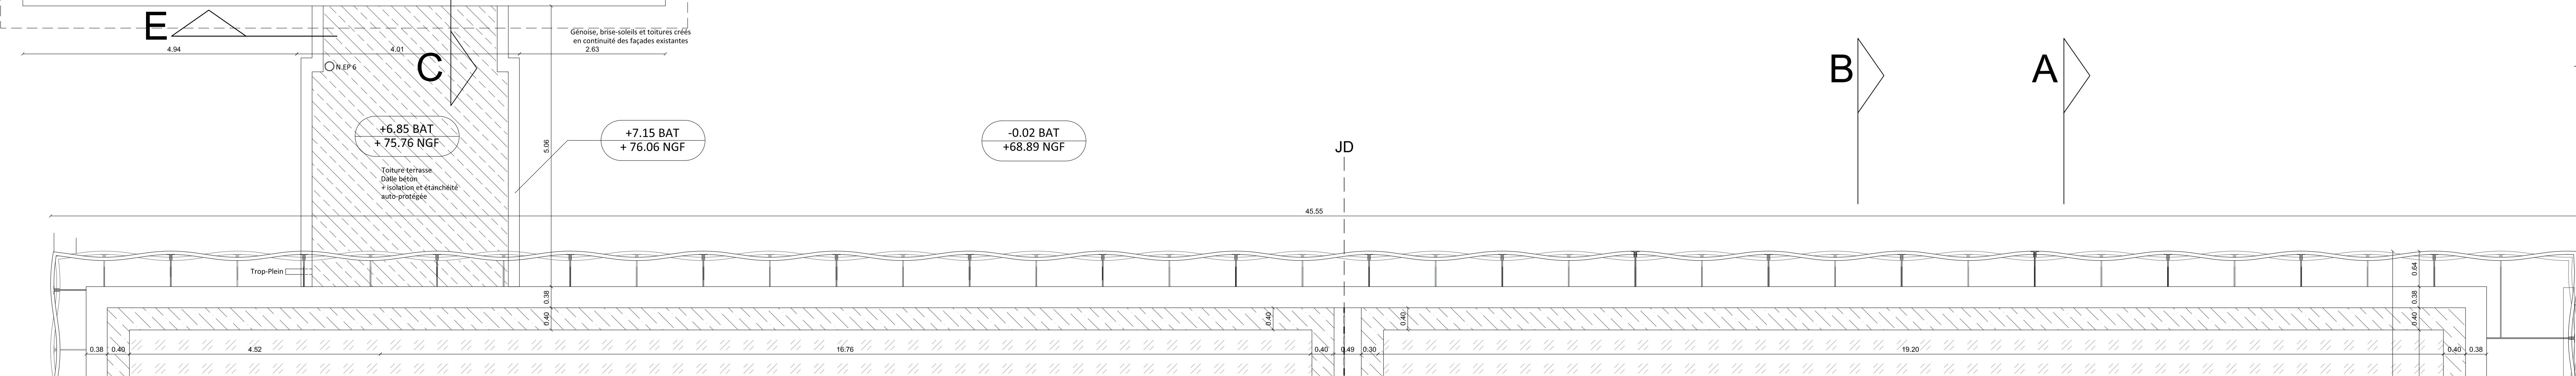 E
Génoise, brise-soleils et toitures créés
en continuité des façades existantes
4.94
4.01
2.63
N.EP 6
C
B
A
+6.85 BAT
+ 75.76 NGF
+7.15 BAT
+ 76.06 NGF
-0.02 BAT
+68.89 NGF
5.06
JD
Toiture terrasse
Dalle béton
+ isolation et étanchéité
auto-protégée
45.55
Trop-Plein
0.64
0.38
0.38
0.40
0.40
0.40
0.40
0.38
0.40
4.52
16.76
0.40
0.49
0.30
19.20
0.40
0.38